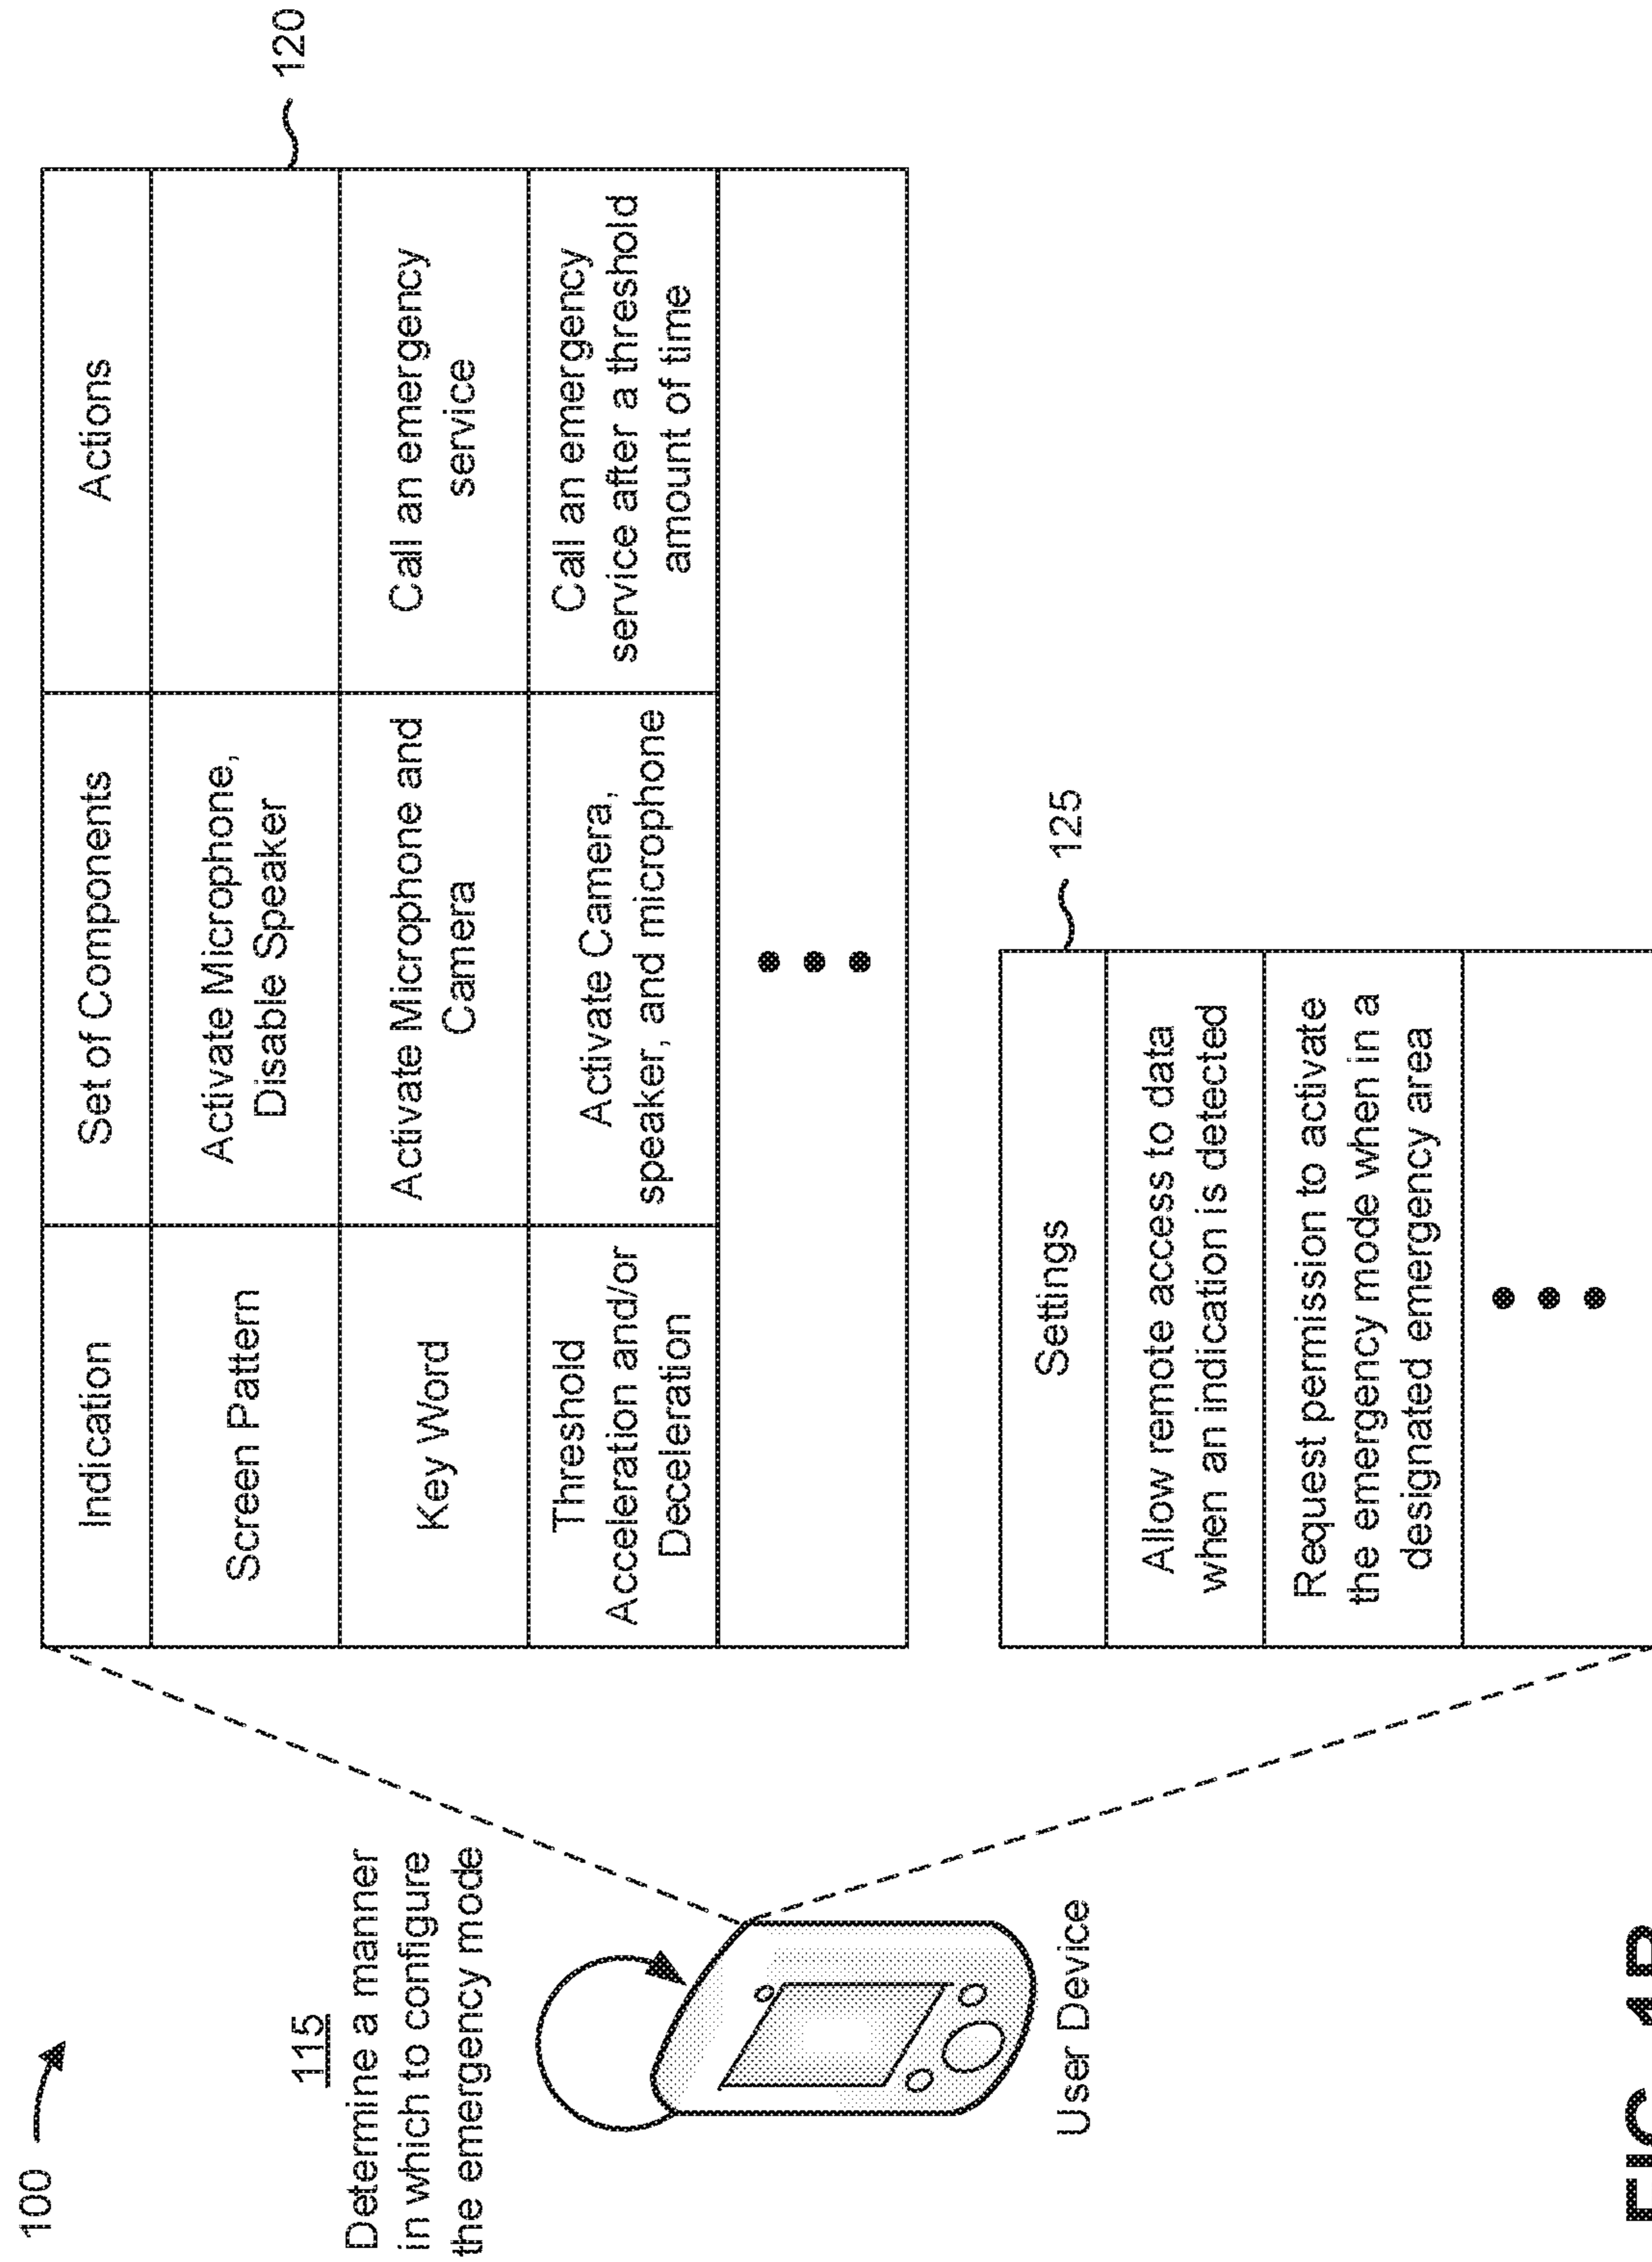 100
115
Determine a manner
in which to configure
the emergency mode
User Device
Indication
Set of Components
Actions
Screen Pattern
Activate Microphone,
Disable Speaker
Key Word
Activate Microphone and
Camera
Call an emergency
service
Threshold
Acceleration and/or
Deceleration
Activate Camera,
speaker, and microphone
Call an emergency
service after a threshold
amount of time
120
Settings
Allow remote access to data
when an indication is detected
Request permission to activate
the emergency mode when in a
designated emergency area
125
FIG. 1B